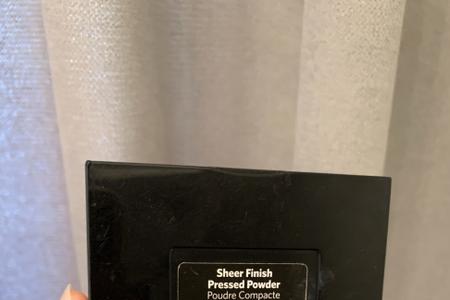 Sheer Finish
Pressed Powder
Poudre Compacte